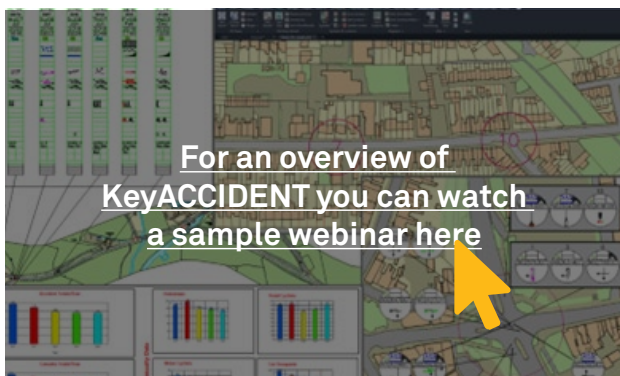 For an overview of
KeyACCIDENT you can watch
a sample webinar here